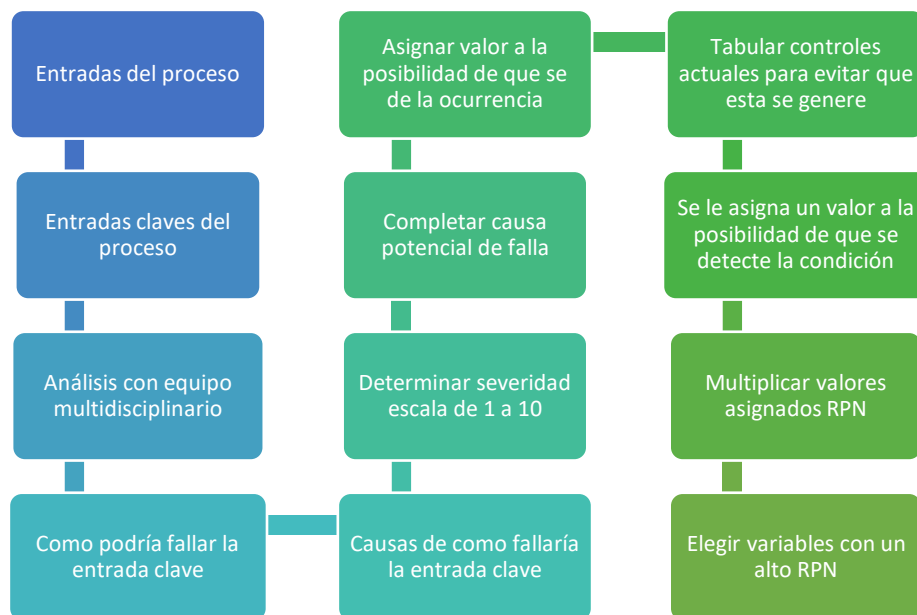 Entradas del proceso
Entradas claves del
proceso
Análisis con equipo
multidisciplinario
Como podría fallar la
entrada clave
Causas de como fallaría
la entrada clave
Determinar severidad
escala de 1 a 10
Completar causa
potencial de falla
Asignar valor a la
posibilidad de que se
de la ocurrencia
Tabular controles
actuales para evitar que
esta se genere
Se le asigna un valor a la
posibilidad de que se
detecte la condición
Multiplicar valores
asignados RPN
Elegir variables con un
alto RPN